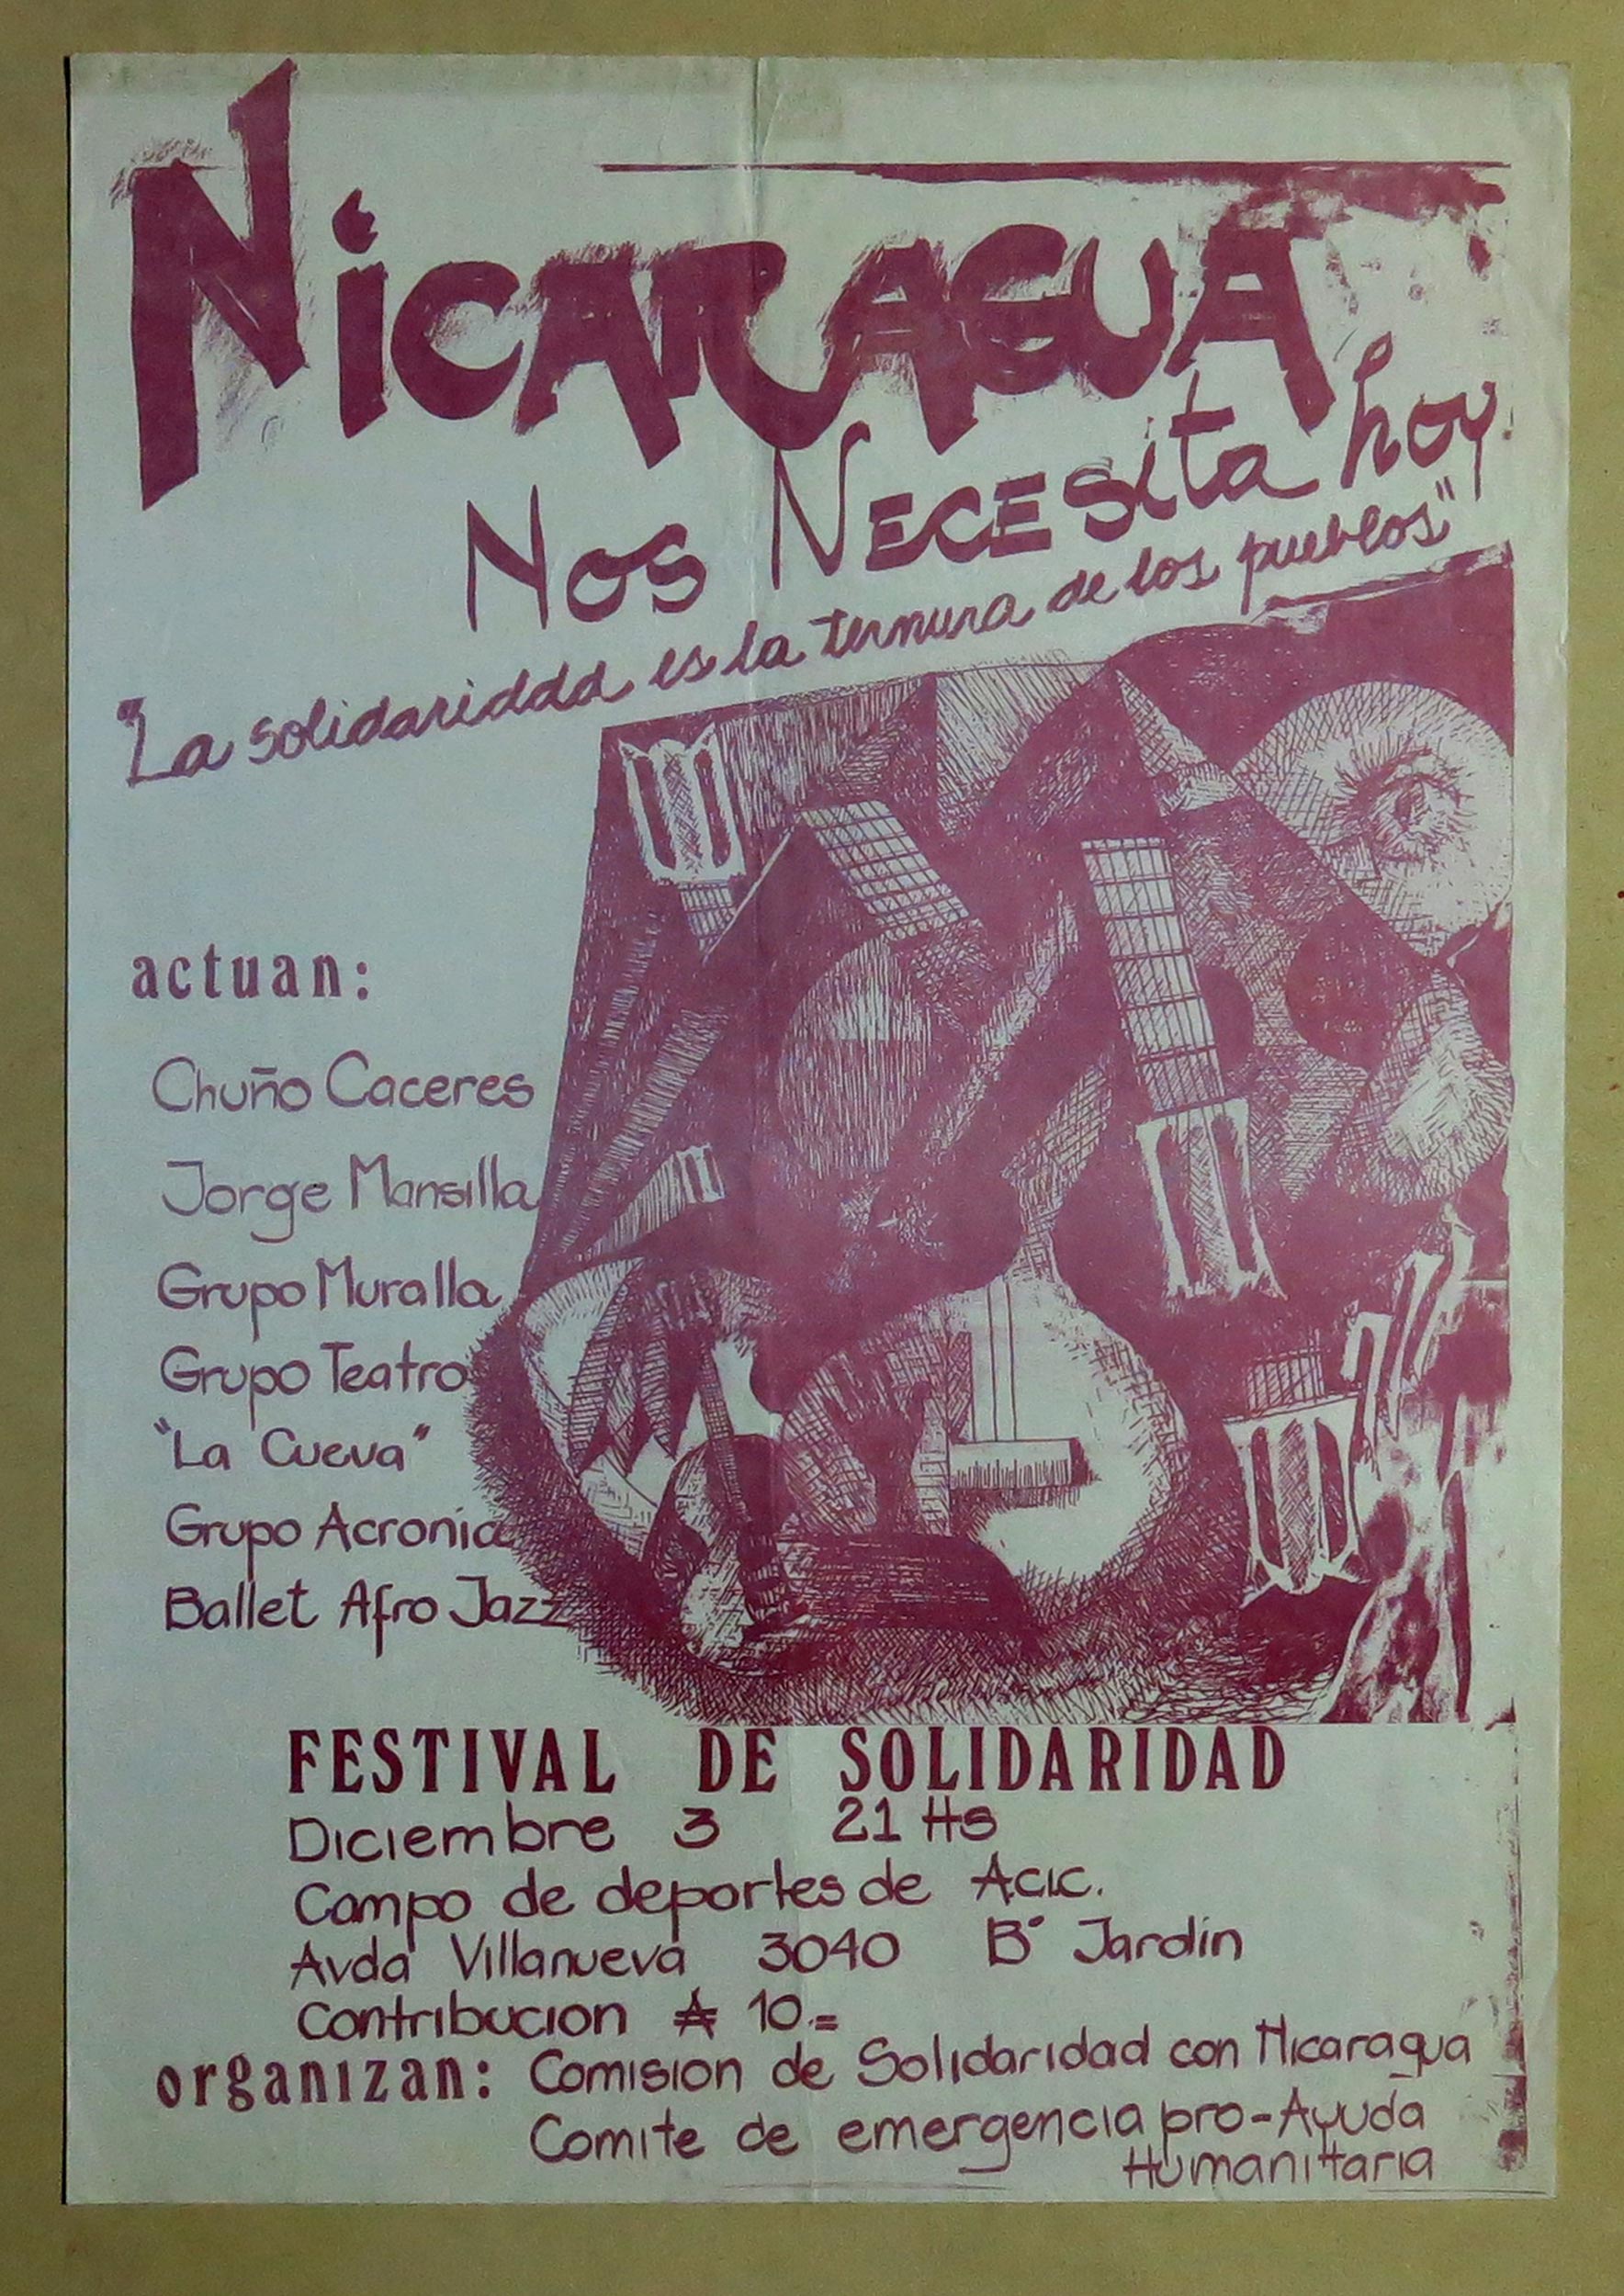 NicARAGUA
Nos NECEsita hoy
"La solidaridad es la ternura de los pueblos"
actuan:
Chuño Caceres
Jorge Mansilla
Grupo Muralla
Grupo Teatro
"La Cueva"
Grupo Acronia
Ballet Afro Jazz
FESTIVAL DE SOLIDARIDAD
Diciembre 3 21 Hs
Campo de deportes de Acic.
Avda Villanueva 3040 B° Jardín
Contribucion ₳ 10.=
organizan: Comision de Solidaridad con Nicaragua
Comite de emergencia pro-Ayuda
Humanitaria